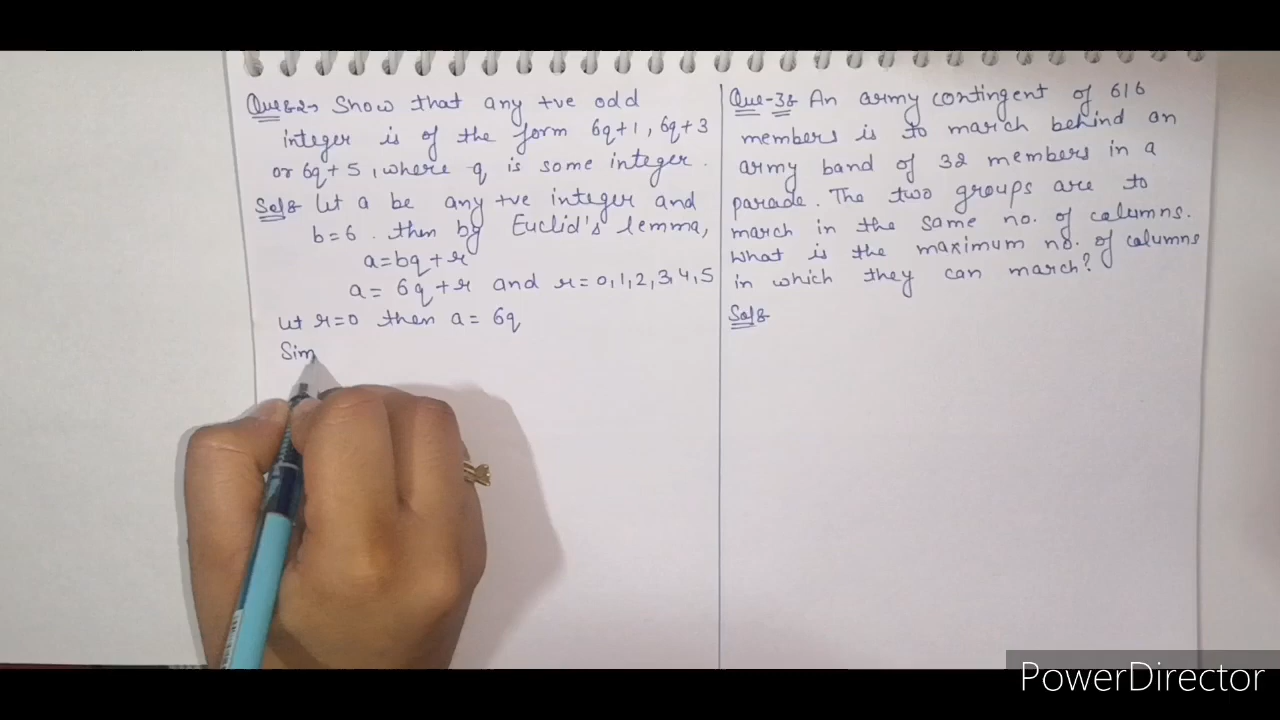 Que:2→ Show that any +ve odd
integer is of the form 6q+1, 6q+3
or 6q+5, where q is some integer.
Sol:- Let a be any +ve integer and
b=6. then by Euclid's lemma,
a=bq+r
a= 6q+r and r=0,1,2,3,4,5
Let r=0 then a= 6q
Sim
Que-3:- An army contingent of 616
members is to march behind an
army band of 32 members in a
parade. The two groups are to
march in the same no. of columns.
What is the maximum no. of columns
in which they can march?
Sol:-
PowerDirector